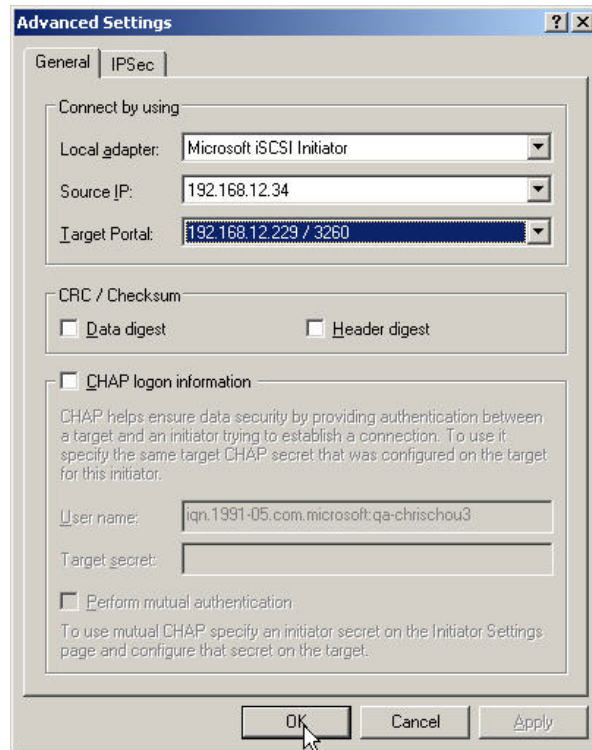 Advanced Settings
General
IPSec
Connect by using
Local adapter:
Microsoft iSCSI Initiator
Source IP:
192.168.12.34
Target Portal:
192.168.12.229 / 3260
CRC / Checksum
Data digest
Header digest
CHAP logon information
CHAP helps ensure data security by providing authentication between
a target and an initiator trying to establish a connection. To use it
specify the same target CHAP secret that was configured on the target
for this initiator.
User name:
iqn.1991-05.com.microsoft:qa-chrischou3
Target secret:
Perform mutual authentication
To use mutual CHAP specify an initiator secret on the Initiator Settings
page and configure that secret on the target.
OK
Cancel
Apply